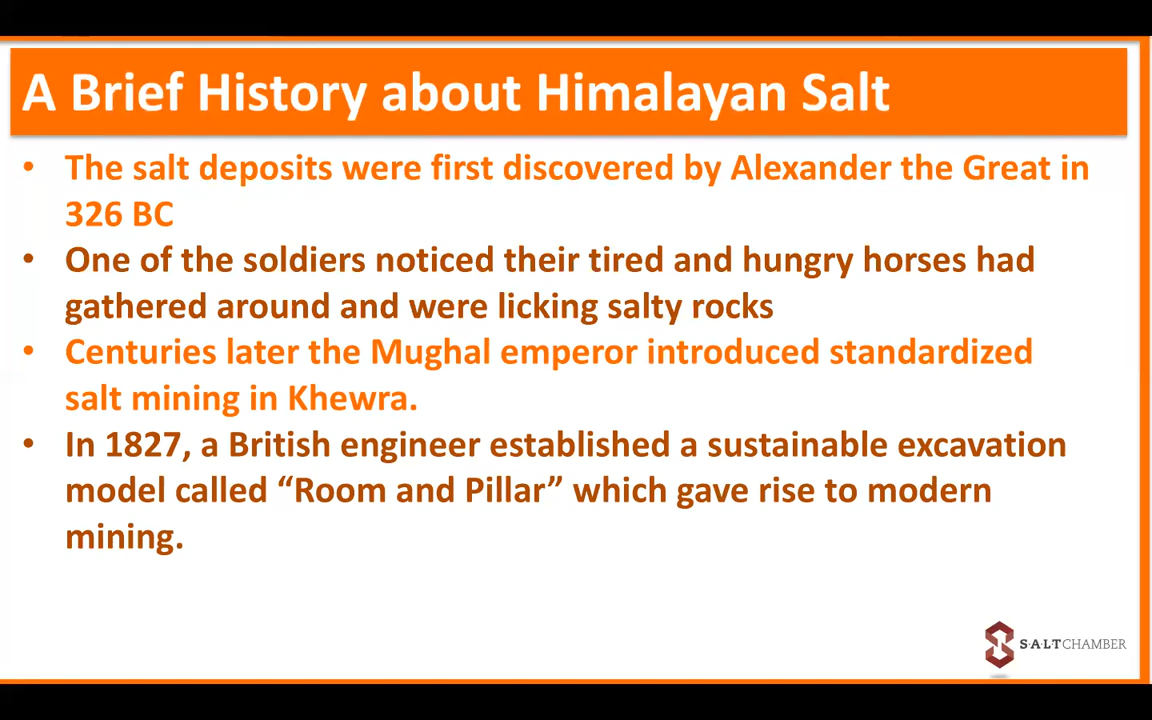 A Brief History about Himalayan Salt
• The salt deposits were first discovered by Alexander the Great in
326 BC
• One of the soldiers noticed their tired and hungry horses had
gathered around and were licking salty rocks
• Centuries later the Mughal emperor introduced standardized
salt mining in Khewra.
• In 1827, a British engineer established a sustainable excavation
model called “Room and Pillar” which gave rise to modern
mining.
S·A·L·T CHAMBER